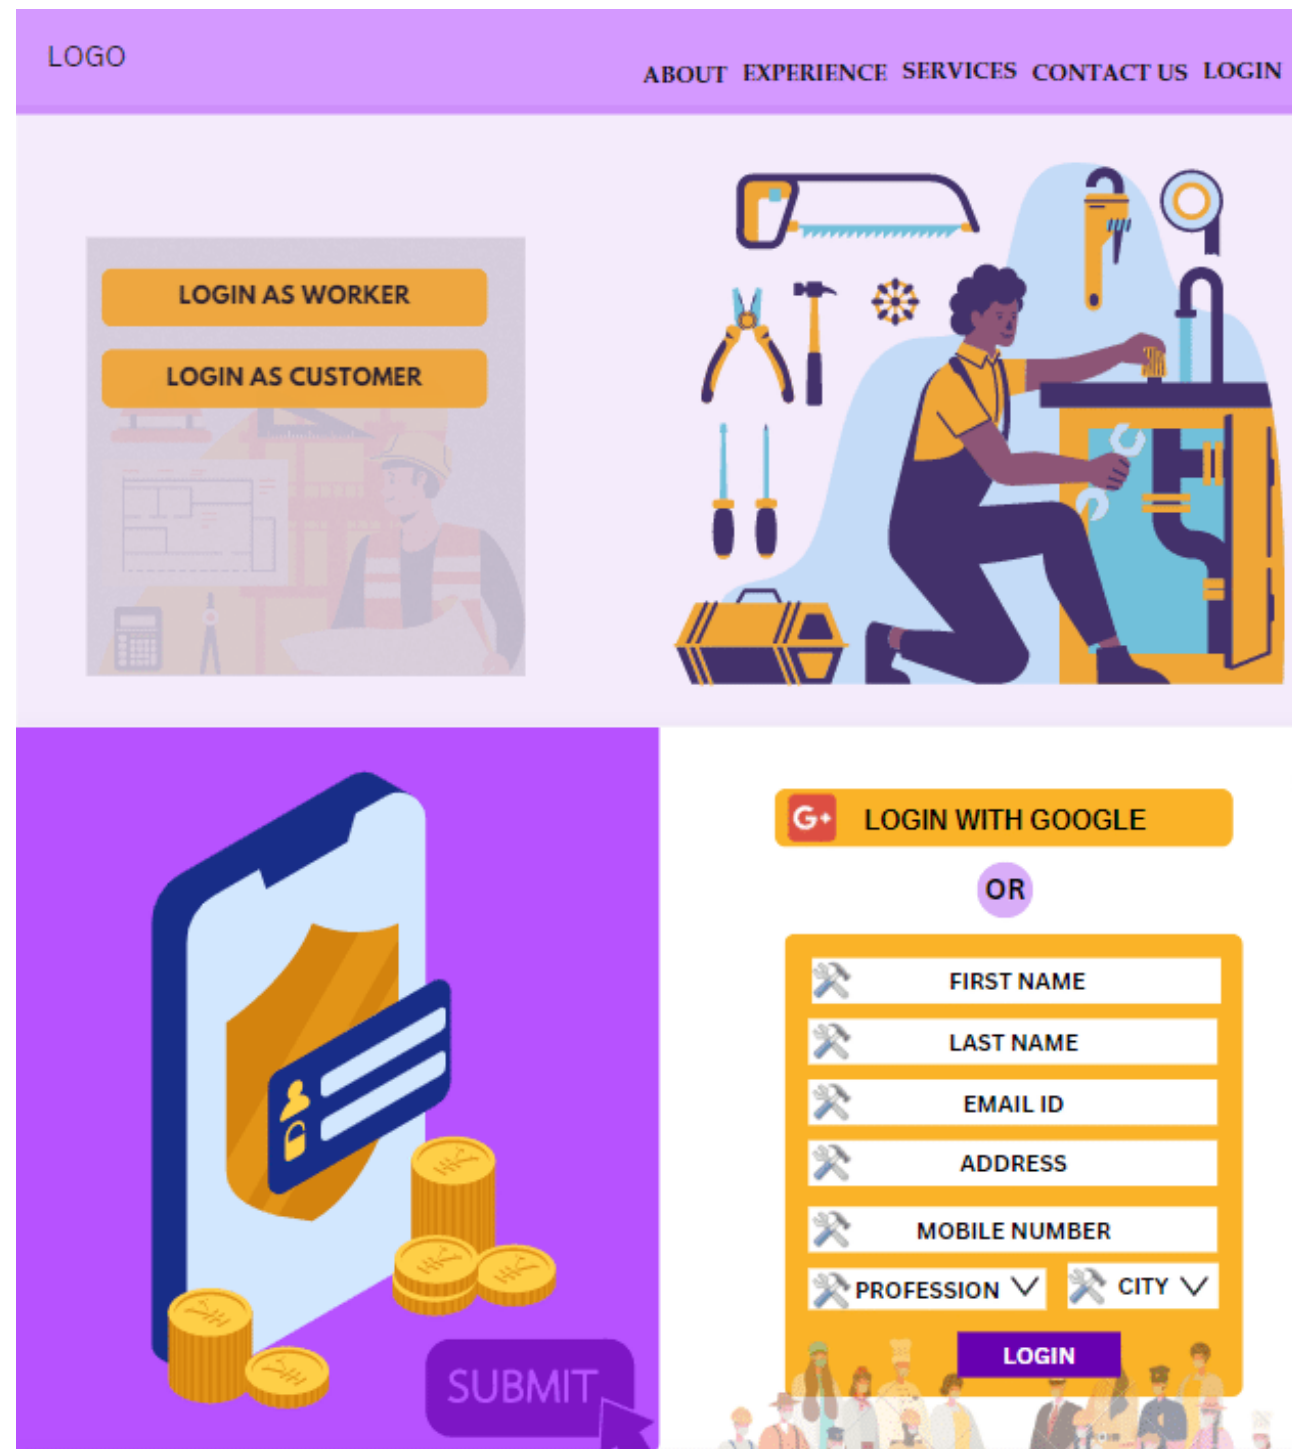 LOGO
ABOUT EXPERIENCE SERVICES CONTACT US LOGIN
LOGIN AS WORKER
LOGIN AS CUSTOMER
G+ LOGIN WITH GOOGLE
OR
FIRST NAME
LAST NAME
EMAIL ID
ADDRESS
MOBILE NUMBER
PROFESSION CITY
LOGIN
SUBMIT